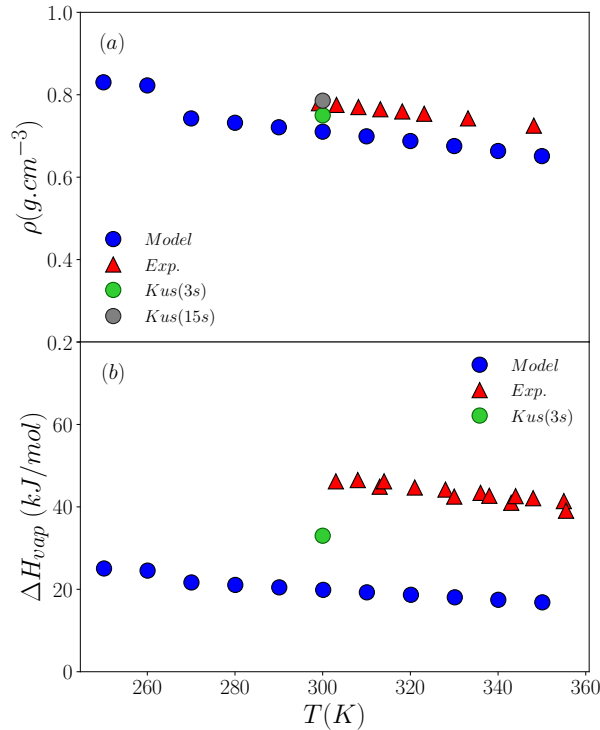 1.0
(a)
0.8
0.6
0.4
0.2
ρ(g.cm⁻³)
Model
Exp.
Kus(3s)
Kus(15s)
(b)
60
40
20
0
ΔH_vap (kJ/mol)
Model
Exp.
Kus(3s)
260 280 300 320 340 360
T(K)